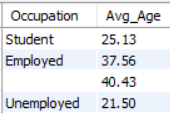 Occupation Avg_Age
Student 25.13
Employed 37.56
40.43
Unemployed 21.50